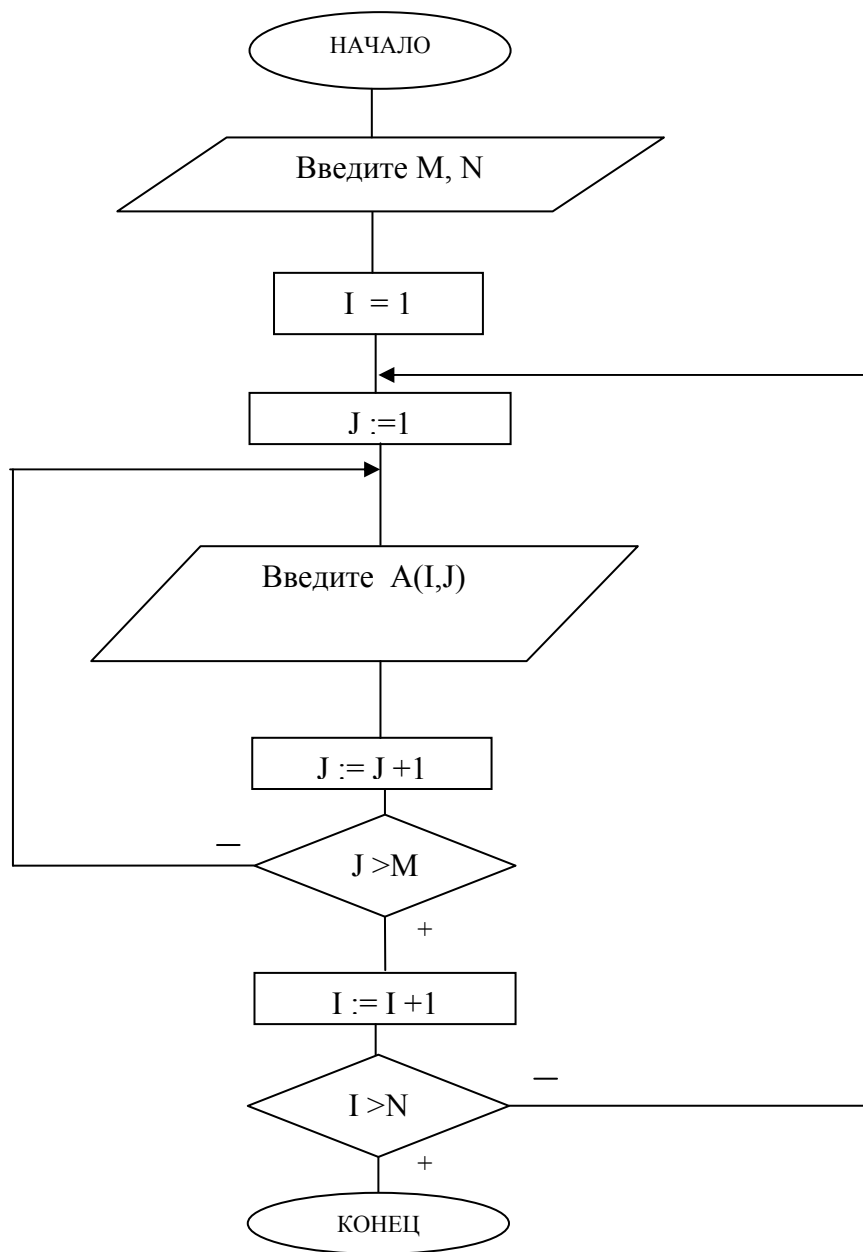 НАЧАЛО
Введите M, N
I = 1
J :=1
Введите A(I,J)
J := J +1
—
J >M
+
I := I +1
—
I >N
+
КОНЕЦ